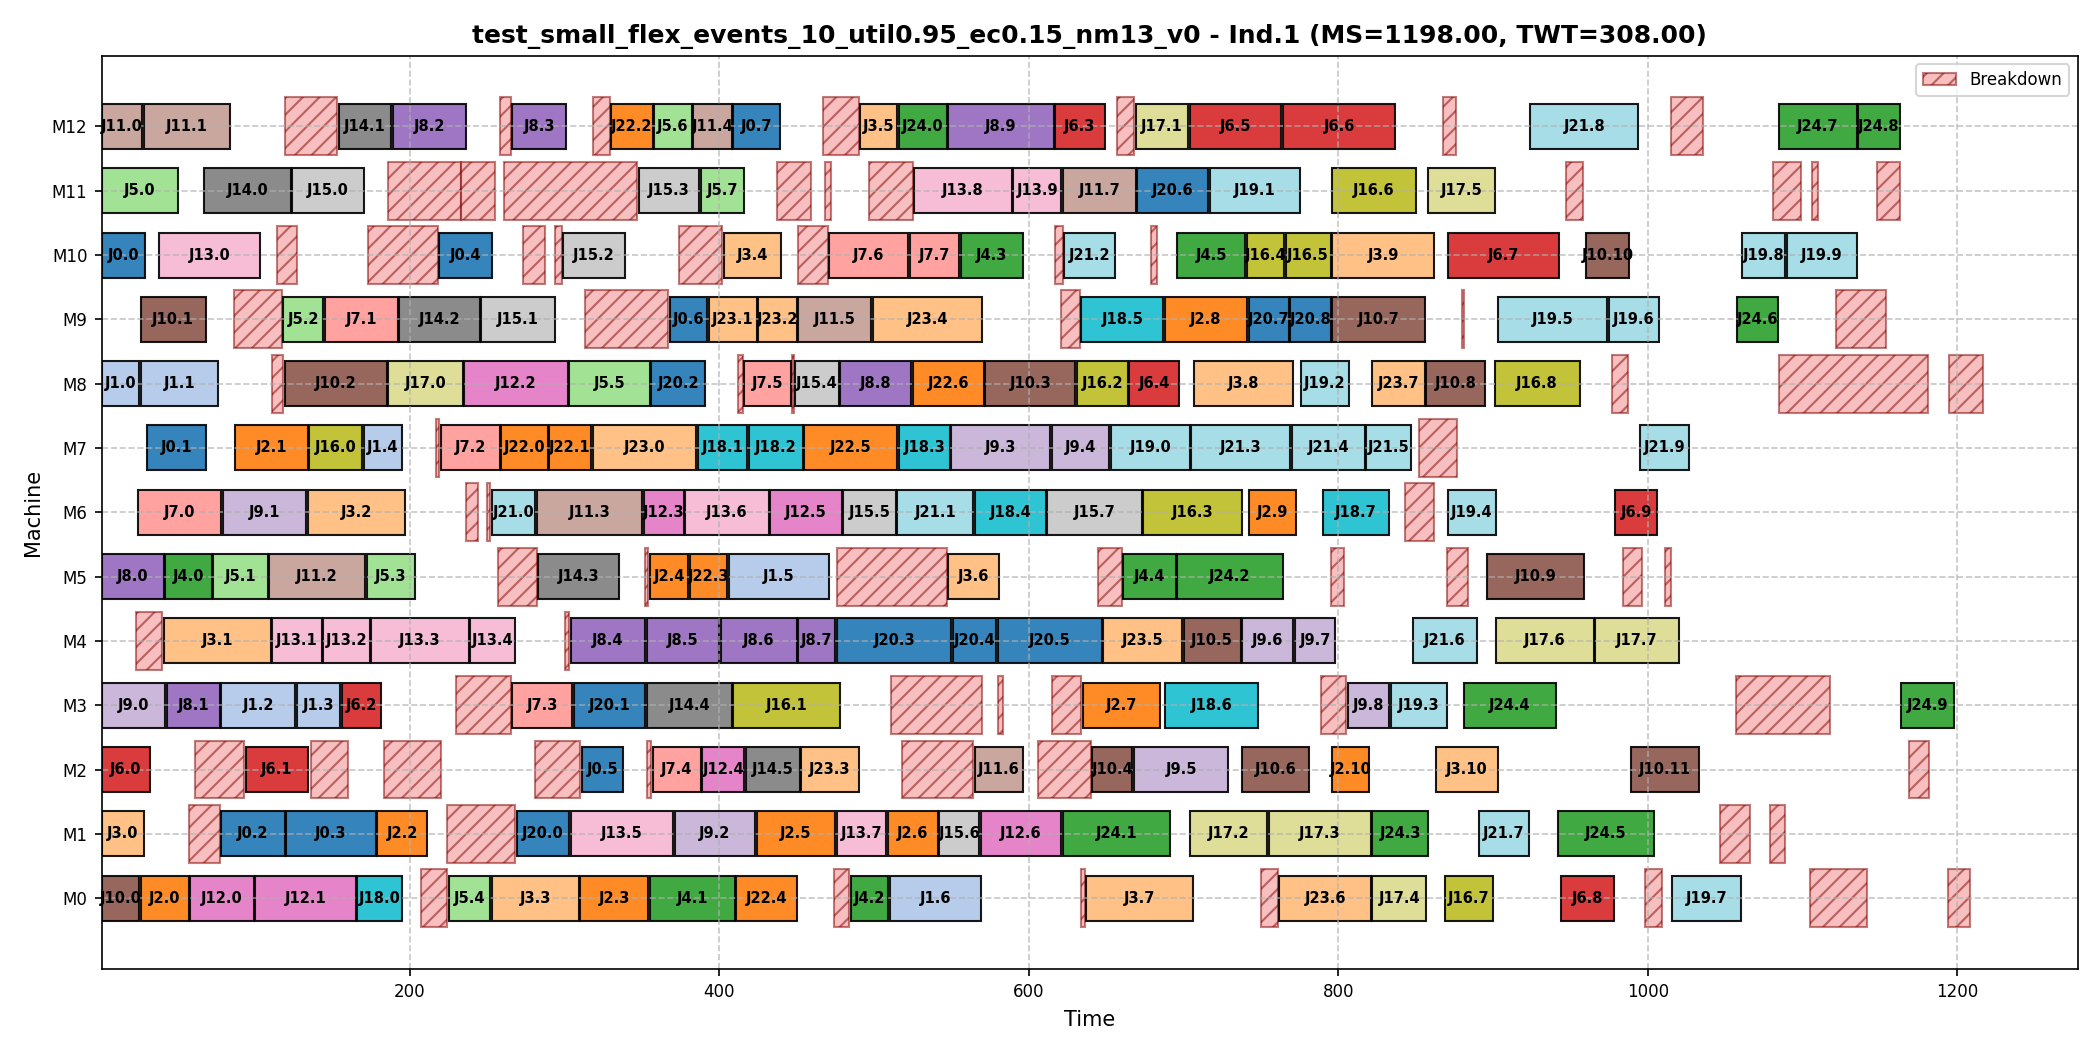 test_small_flex_events_10_util0.95_ec0.15_nm13_v0 - Ind.1 (MS=1198.00, TWT=308.00)
Breakdown
M12 J11.0 J11.1 J14.1 J8.2 J8.3 J22.2 J5.6 J11.4 J0.7 J3.5 J24.0 J8.9 J6.3 J17.1 J6.5 J6.6 J21.8 J24.7 J24.8
M11 J5.0 J14.0 J15.0 J15.3 J5.7 J13.8 J13.9 J11.7 J20.6 J19.1 J16.6 J17.5
M10 J0.0 J13.0 J0.4 J15.2 J3.4 J7.6 J7.7 J4.3 J21.2 J4.5 J16.4 J16.5 J3.9 J6.7 J10.10 J19.8 J19.9
M9 J10.1 J5.2 J7.1 J14.2 J15.1 J0.6 J23.1 J23.2 J11.5 J23.4 J18.5 J2.8 J20.7 J20.8 J10.7 J19.5 J19.6 J24.6
M8 J1.0 J1.1 J10.2 J17.0 J12.2 J5.5 J20.2 J7.5 J15.4 J8.8 J22.6 J10.3 J16.2 J6.4 J3.8 J19.2 J23.7 J10.8 J16.8
M7 J0.1 J2.1 J16.0 J1.4 J7.2 J22.0 J22.1 J23.0 J18.1 J18.2 J22.5 J18.3 J9.3 J9.4 J19.0 J21.3 J21.4 J21.5 J21.9
M6 J7.0 J9.1 J3.2 J21.0 J11.3 J12.3 J13.6 J12.5 J15.5 J21.1 J18.4 J15.7 J16.3 J2.9 J18.7 J19.4 J6.9
M5 J8.0 J4.0 J5.1 J11.2 J5.3 J14.3 J2.4 J22.3 J1.5 J3.6 J4.4 J24.2 J10.9
M4 J3.1 J13.1 J13.2 J13.3 J13.4 J8.4 J8.5 J8.6 J8.7 J20.3 J20.4 J20.5 J23.5 J10.5 J9.6 J9.7 J21.6 J17.6 J17.7
M3 J9.0 J8.1 J1.2 J1.3 J6.2 J7.3 J20.1 J14.4 J16.1 J2.7 J18.6 J9.8 J19.3 J24.4 J24.9
M2 J6.0 J6.1 J0.5 J7.4 J12.4 J14.5 J23.3 J11.6 J10.4 J9.5 J10.6 J2.10 J3.10 J10.11
M1 J3.0 J0.2 J0.3 J2.2 J20.0 J13.5 J9.2 J2.5 J13.7 J2.6 J15.6 J12.6 J24.1 J17.2 J17.3 J24.3 J21.7 J24.5
M0 J10.0 J2.0 J12.0 J12.1 J18.0 J5.4 J3.3 J2.3 J4.1 J22.4 J4.2 J1.6 J3.7 J23.6 J17.4 J16.7 J6.8 J19.7
Machine
200 400 600 800 1000 1200
Time